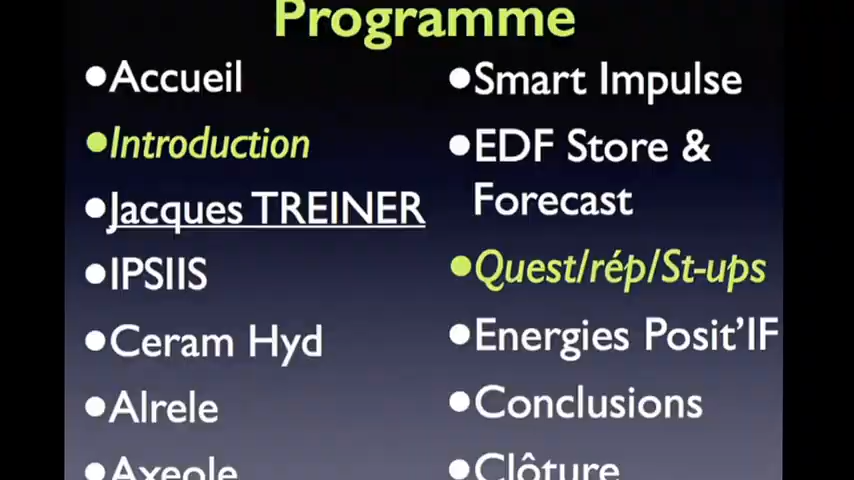 Programme
Accueil
Introduction
Jacques TREINER
IPSIIS
Ceram Hyd
Alrele
Axeole
Smart Impulse
EDF Store &
Forecast
Quest/rép/St-ups
Energies Posit'IF
Conclusions
Clôture